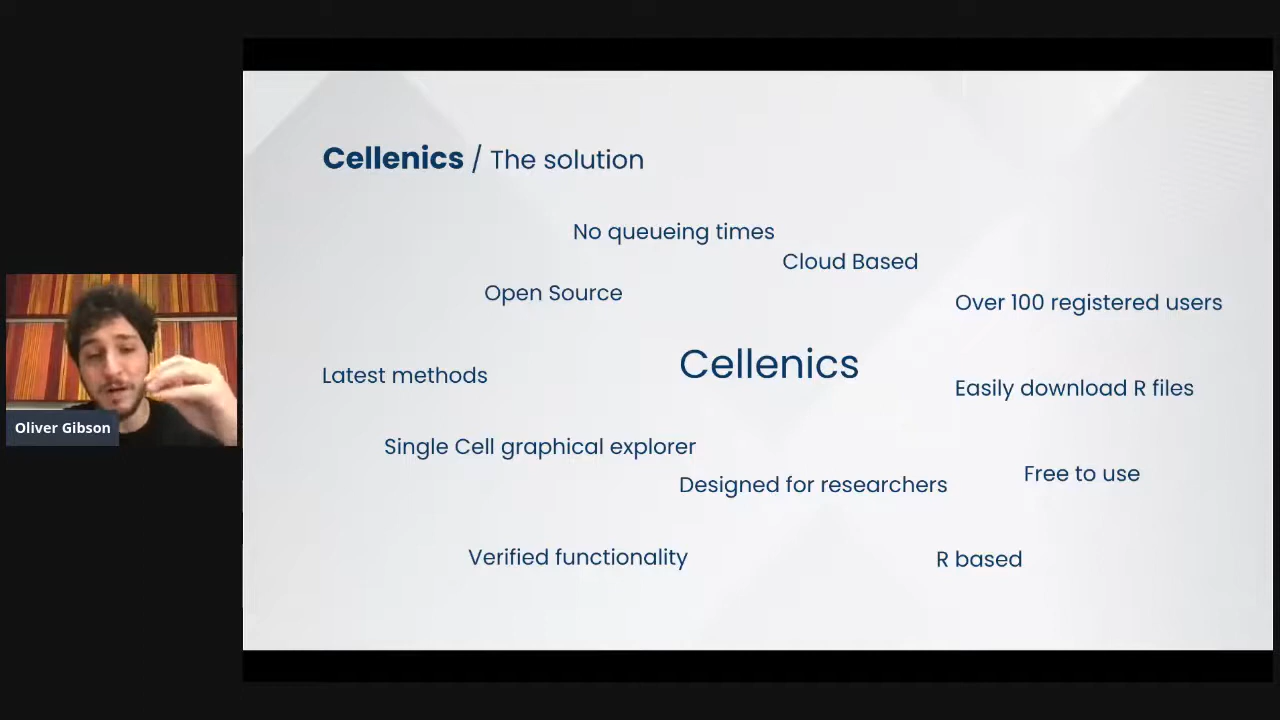 Cellenics / The solution
No queueing times
Cloud Based
Open Source
Over 100 registered users
Latest methods
Cellenics
Easily download R files
Oliver Gibson
Single Cell graphical explorer
Designed for researchers
Free to use
Verified functionality
R based